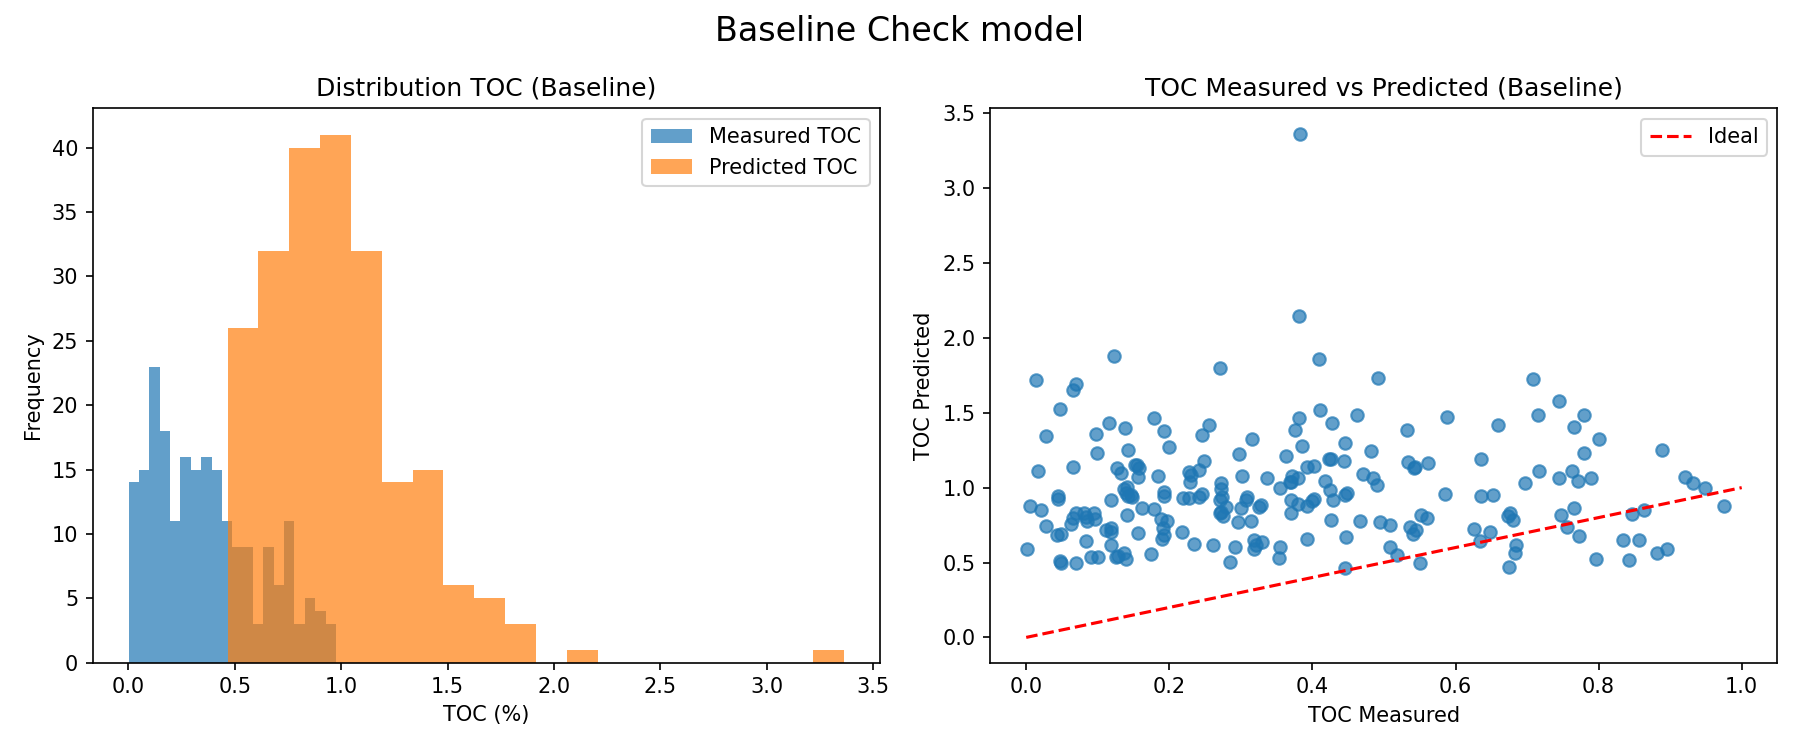 Baseline Check model
Distribution TOC (Baseline)
Measured TOC
Predicted TOC
Frequency
40
35
30
25
20
15
10
5
0
0.0 0.5 1.0 1.5 2.0 2.5 3.0 3.5
TOC (%)
TOC Measured vs Predicted (Baseline)
Ideal
TOC Predicted
3.5
3.0
2.5
2.0
1.5
1.0
0.5
0.0
0.0 0.2 0.4 0.6 0.8 1.0
TOC Measured